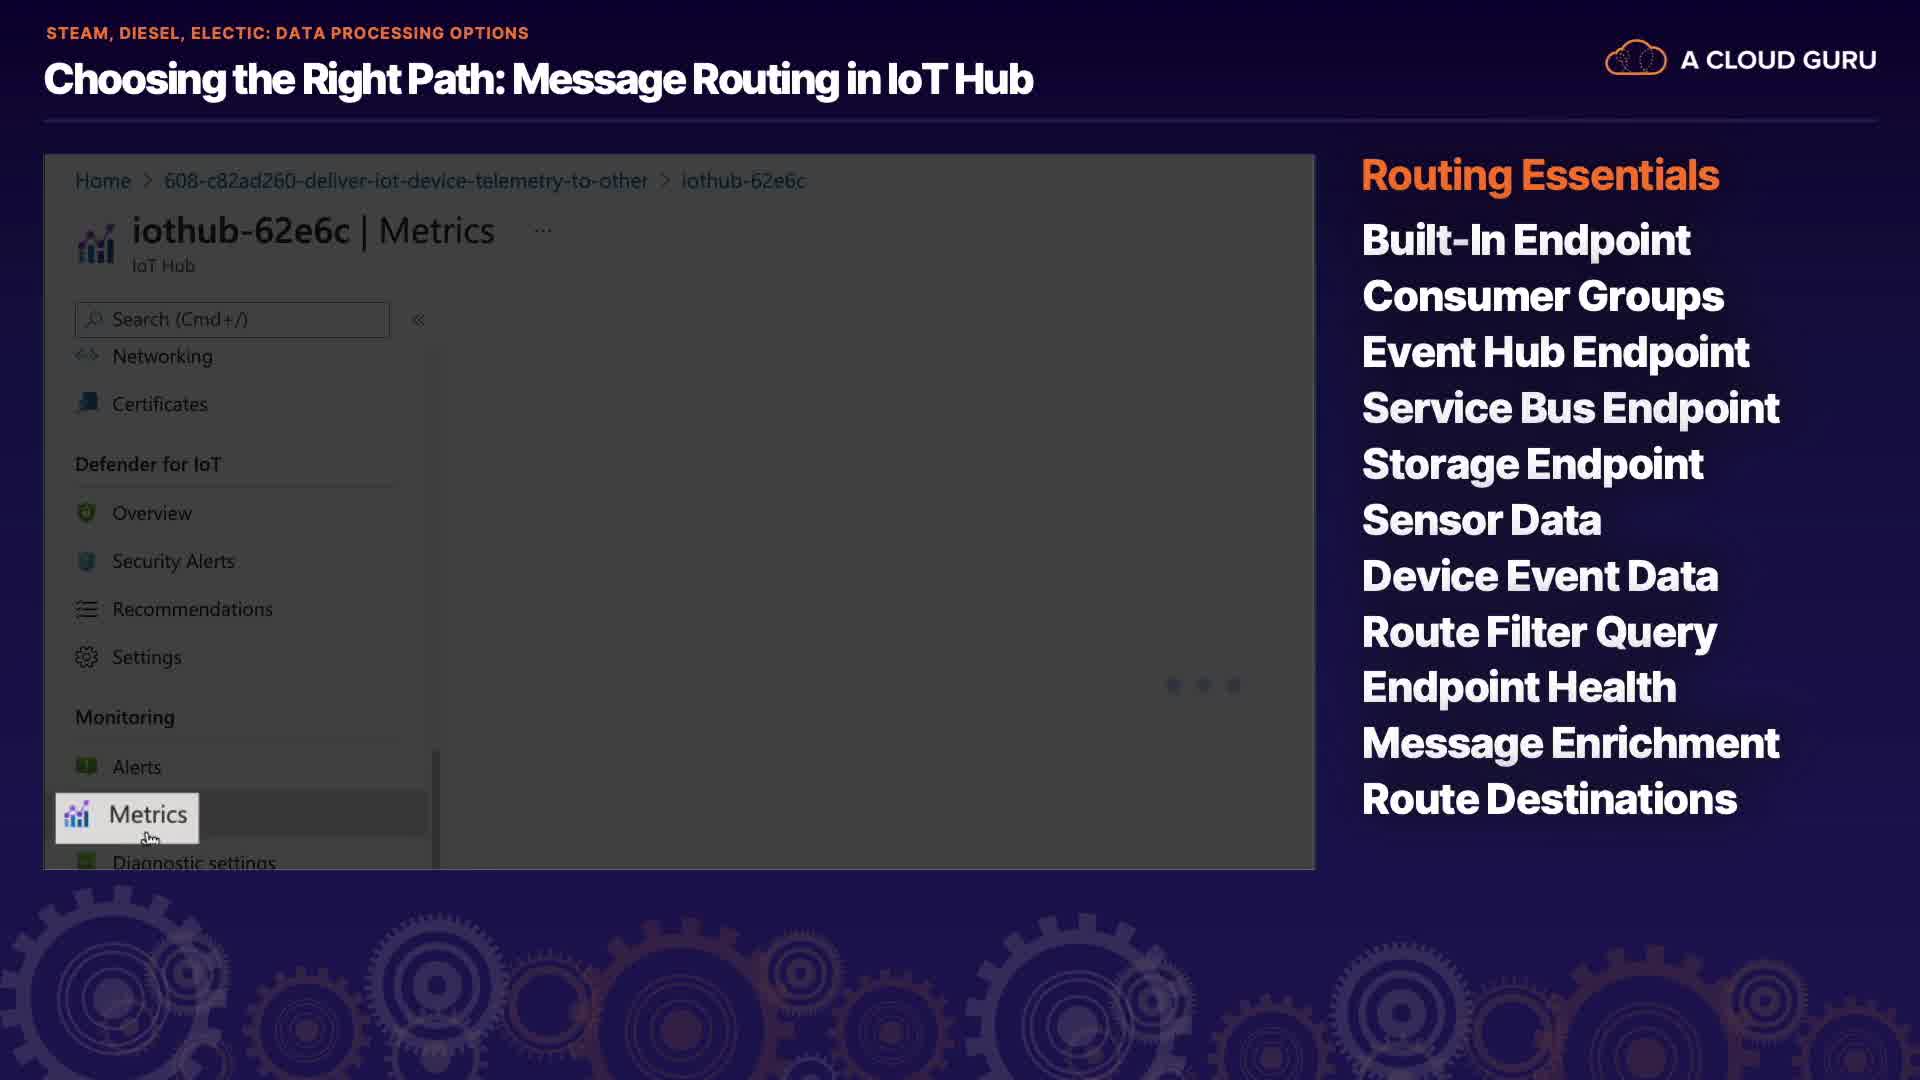 STEAM, DIESEL, ELECTIC: DATA PROCESSING OPTIONS
Choosing the Right Path: Message Routing in IoT Hub
A CLOUD GURU
Home > 608-c82ad260-deliver-iot-device-telemetry-to-other > iothub-62e6c
iothub-62e6c | Metrics ...
IoT Hub
Search (Cmd+/) «
Networking
Certificates
Defender for IoT
Overview
Security Alerts
Recommendations
Settings
Monitoring
Alerts
Metrics
Diagnostic settings
Routing Essentials
Built-In Endpoint
Consumer Groups
Event Hub Endpoint
Service Bus Endpoint
Storage Endpoint
Sensor Data
Device Event Data
Route Filter Query
Endpoint Health
Message Enrichment
Route Destinations